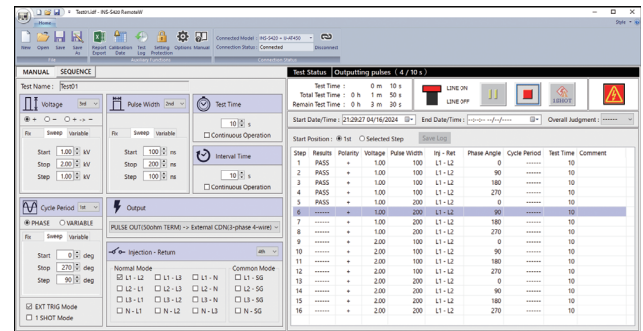 Test01.idf - INS-S420 RemoteW
Home
Style
New Open Save Save As Report Export Calibration Date Test Log Setting Protection Options Manual
Connected Model : INS-S420 + II-AP450
Connection Status : Connected
Disconnect
File Auxiliary Functions Connection Status
MANUAL SEQUENCE
Test Name : Test01
Voltage 3rd
+ - + -> -
Fix Sweep Variable
Start 1.00 kV
Stop 2.00 kV
Step 1.00 kV
Pulse Width 2nd
Fix Sweep Variable
Start 100 ns
Stop 200 ns
Step 100 ns
Test Time
10 s
Continuous Operation
Interval Time
10 s
Continuous Operation
Cycle Period 1st
PHASE VARIABLE
Fix Sweep Variable
Start 0 deg
Stop 270 deg
Step 90 deg
EXT TRIG Mode
1 SHOT Mode
Output
PULSE OUT(50ohm TERM) -> External CDN(3-phase 4-wire)
Injection - Return 4th
Normal Mode Common Mode
L1 - L2 L1 - L3 L1 - N L1 - SG
L2 - L1 L2 - L3 L2 - N L2 - SG
L3 - L1 L3 - L2 L3 - N L3 - SG
N - L1 N - L2 N - L3 N - SG
Test Status Outputting pulses ( 4 / 10 s )
Test Time : 0 m 10 s
Total Test Time : 0 h 1 m 50 s
Remain Test Time : 0 h 3 m 30 s
LINE ON
LINE OFF
1SHOT
Start Date/Time : 21:29:27 04/16/2024 End Date/Time : --:--:-- --/--/---- Overall Judgment : ------
Start Position : 1st Selected Step Save Log
Step Results Polarity Voltage Pulse Width Inj - Ret Phase Angle Cycle Period Test Time Comment
1 PASS + 1.00 100 L1 - L2 0 ------ 10
2 PASS + 1.00 100 L1 - L2 90 ------ 10
3 PASS + 1.00 100 L1 - L2 180 ------ 10
4 PASS + 1.00 100 L1 - L2 270 ------ 10
5 PASS + 1.00 200 L1 - L2 0 ------ 10
6 ------ + 1.00 200 L1 - L2 90 ------ 10
7 ------ + 1.00 200 L1 - L2 180 ------ 10
8 ------ + 1.00 200 L1 - L2 270 ------ 10
9 ------ + 2.00 100 L1 - L2 0 ------ 10
10 ------ + 2.00 100 L1 - L2 90 ------ 10
11 ------ + 2.00 100 L1 - L2 180 ------ 10
12 ------ + 2.00 100 L1 - L2 270 ------ 10
13 ------ + 2.00 200 L1 - L2 0 ------ 10
14 ------ + 2.00 200 L1 - L2 90 ------ 10
15 ------ + 2.00 200 L1 - L2 180 ------ 10
16 ------ + 2.00 200 L1 - L2 270 ------ 10